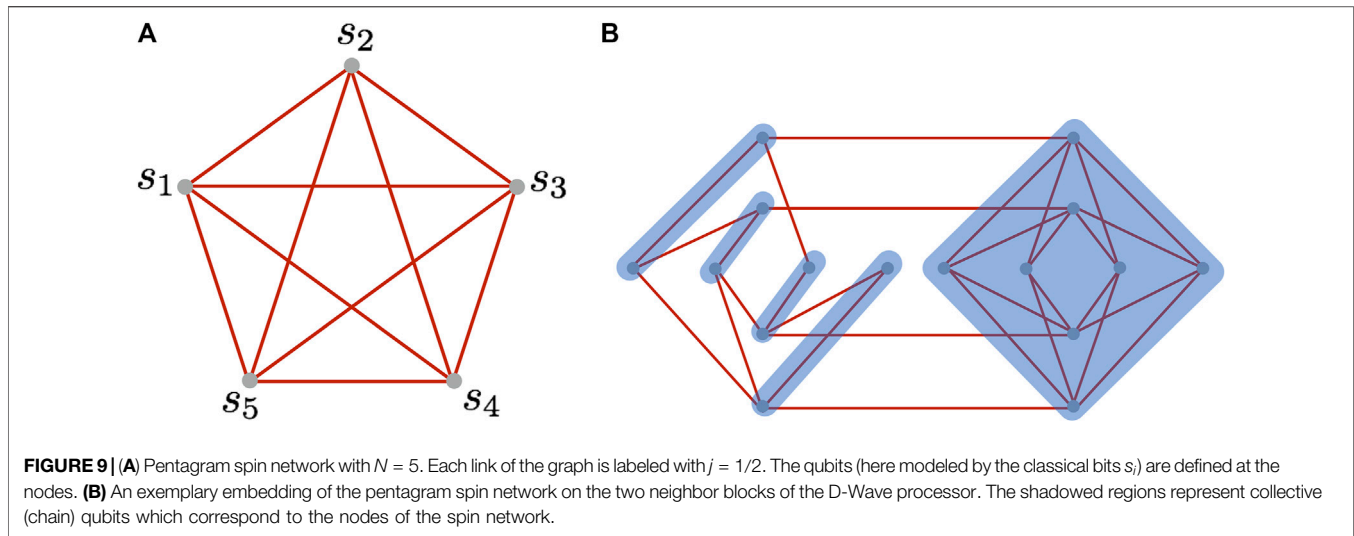 A
B
s2
s1
s3
s5
s4
FIGURE 9 | (A) Pentagram spin network with N = 5. Each link of the graph is labeled with j = 1/2. The qubits (here modeled by the classical bits si) are defined at the
nodes. (B) An exemplary embedding of the pentagram spin network on the two neighbor blocks of the D-Wave processor. The shadowed regions represent collective
(chain) qubits which correspond to the nodes of the spin network.